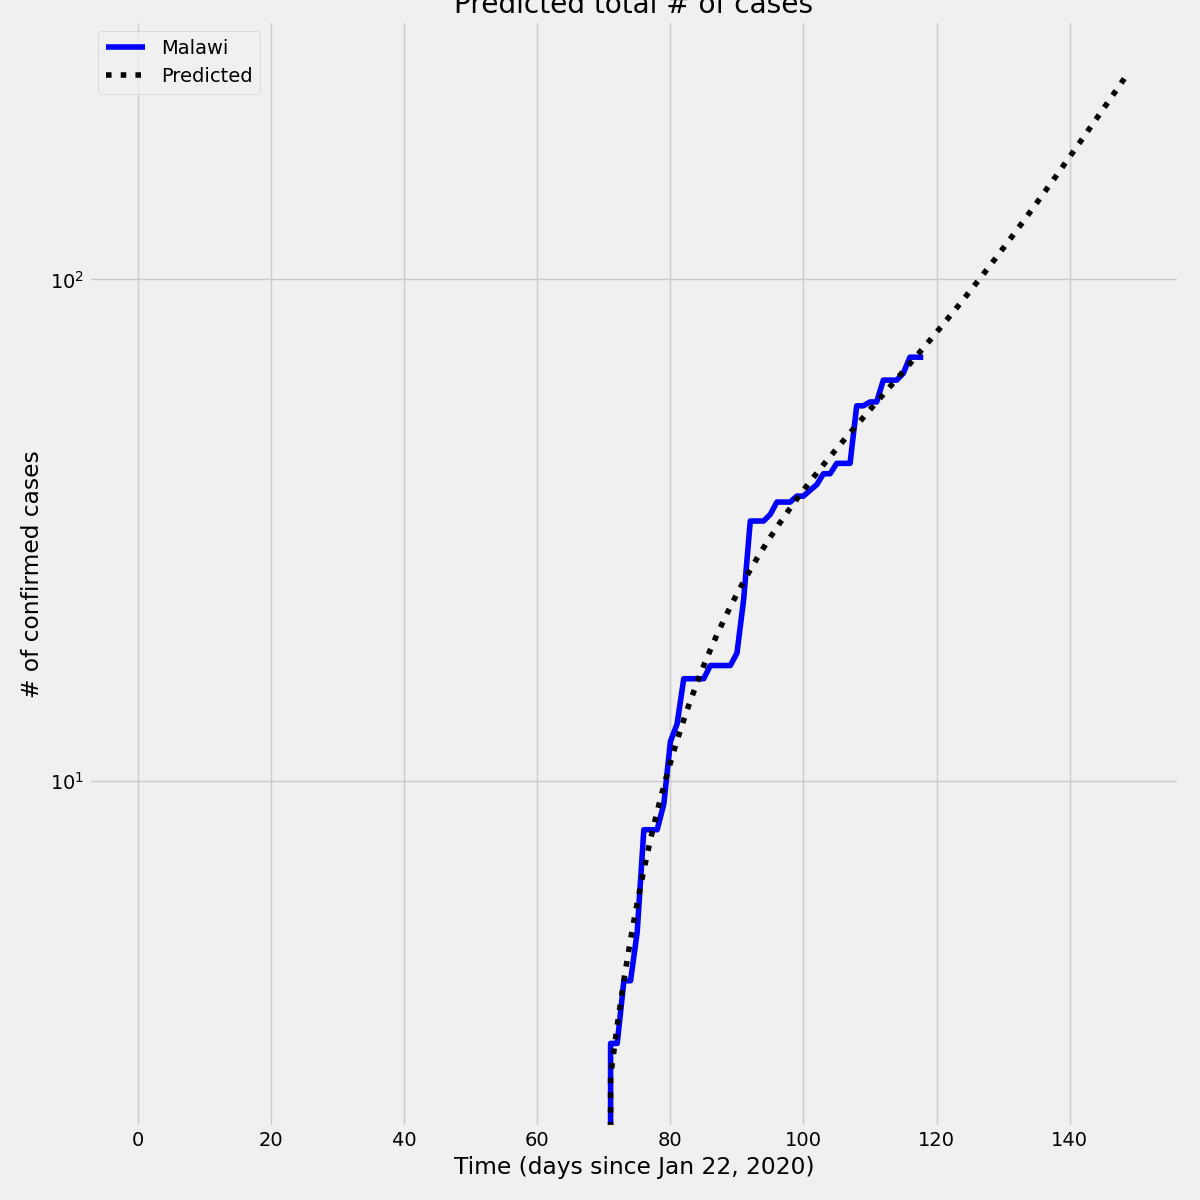 Predicted total # of cases
Malawi
Predicted
10²
10¹
# of confirmed cases
0 20 40 60 80 100 120 140
Time (days since Jan 22, 2020)